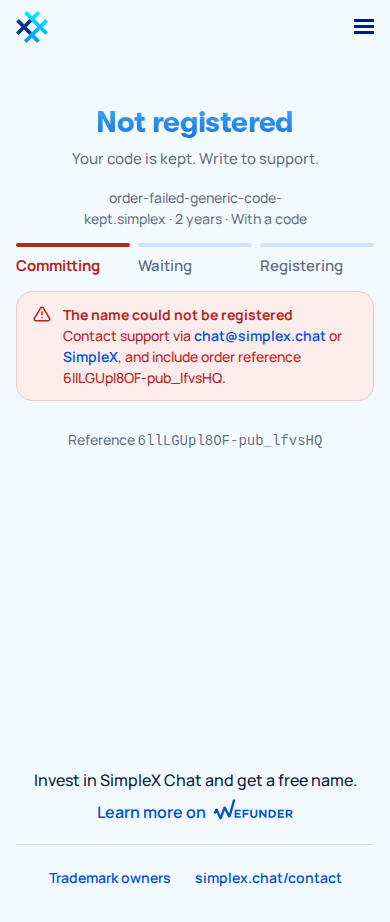 Not registered
Your code is kept. Write to support.
order-failed-generic-code-
kept.simplex · 2 years · With a code
Committing Waiting Registering
The name could not be registered
Contact support via chat@simplex.chat or
SimpleX, and include order reference
6llLGUpl8OF-pub_lfvsHQ.
Reference 6llLGUpl8OF-pub_lfvsHQ
Invest in SimpleX Chat and get a free name.
Learn more on WEFUNDER
Trademark owners simplex.chat/contact